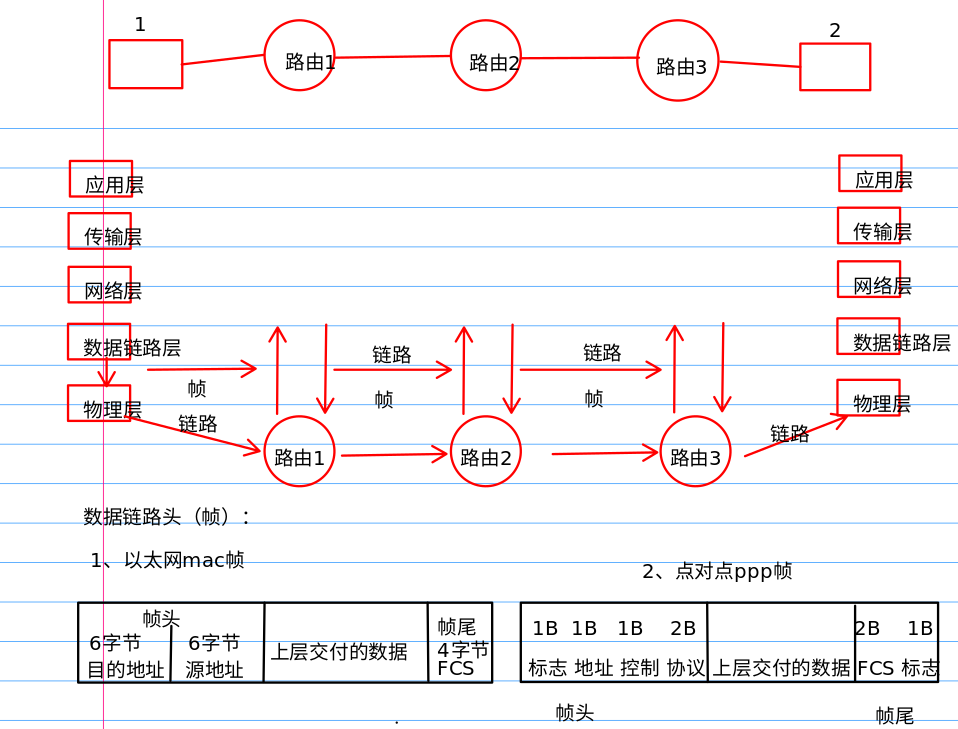 1
2
路由1
路由2
路由3
应用层
应用层
传输层
传输层
网络层
网络层
数据链路层
链路
链路
数据链路层
帧
帧
帧
物理层
物理层
链路
链路
路由1
路由2
路由3
数据链路头（帧）：
1、以太网mac帧
2、点对点ppp帧
帧头
6字节
6字节
目的地址
源地址
上层交付的数据
帧尾
4字节
FCS
1B 1B 1B 2B
2B 1B
标志 地址 控制 协议
上层交付的数据
FCS 标志
帧头
帧尾